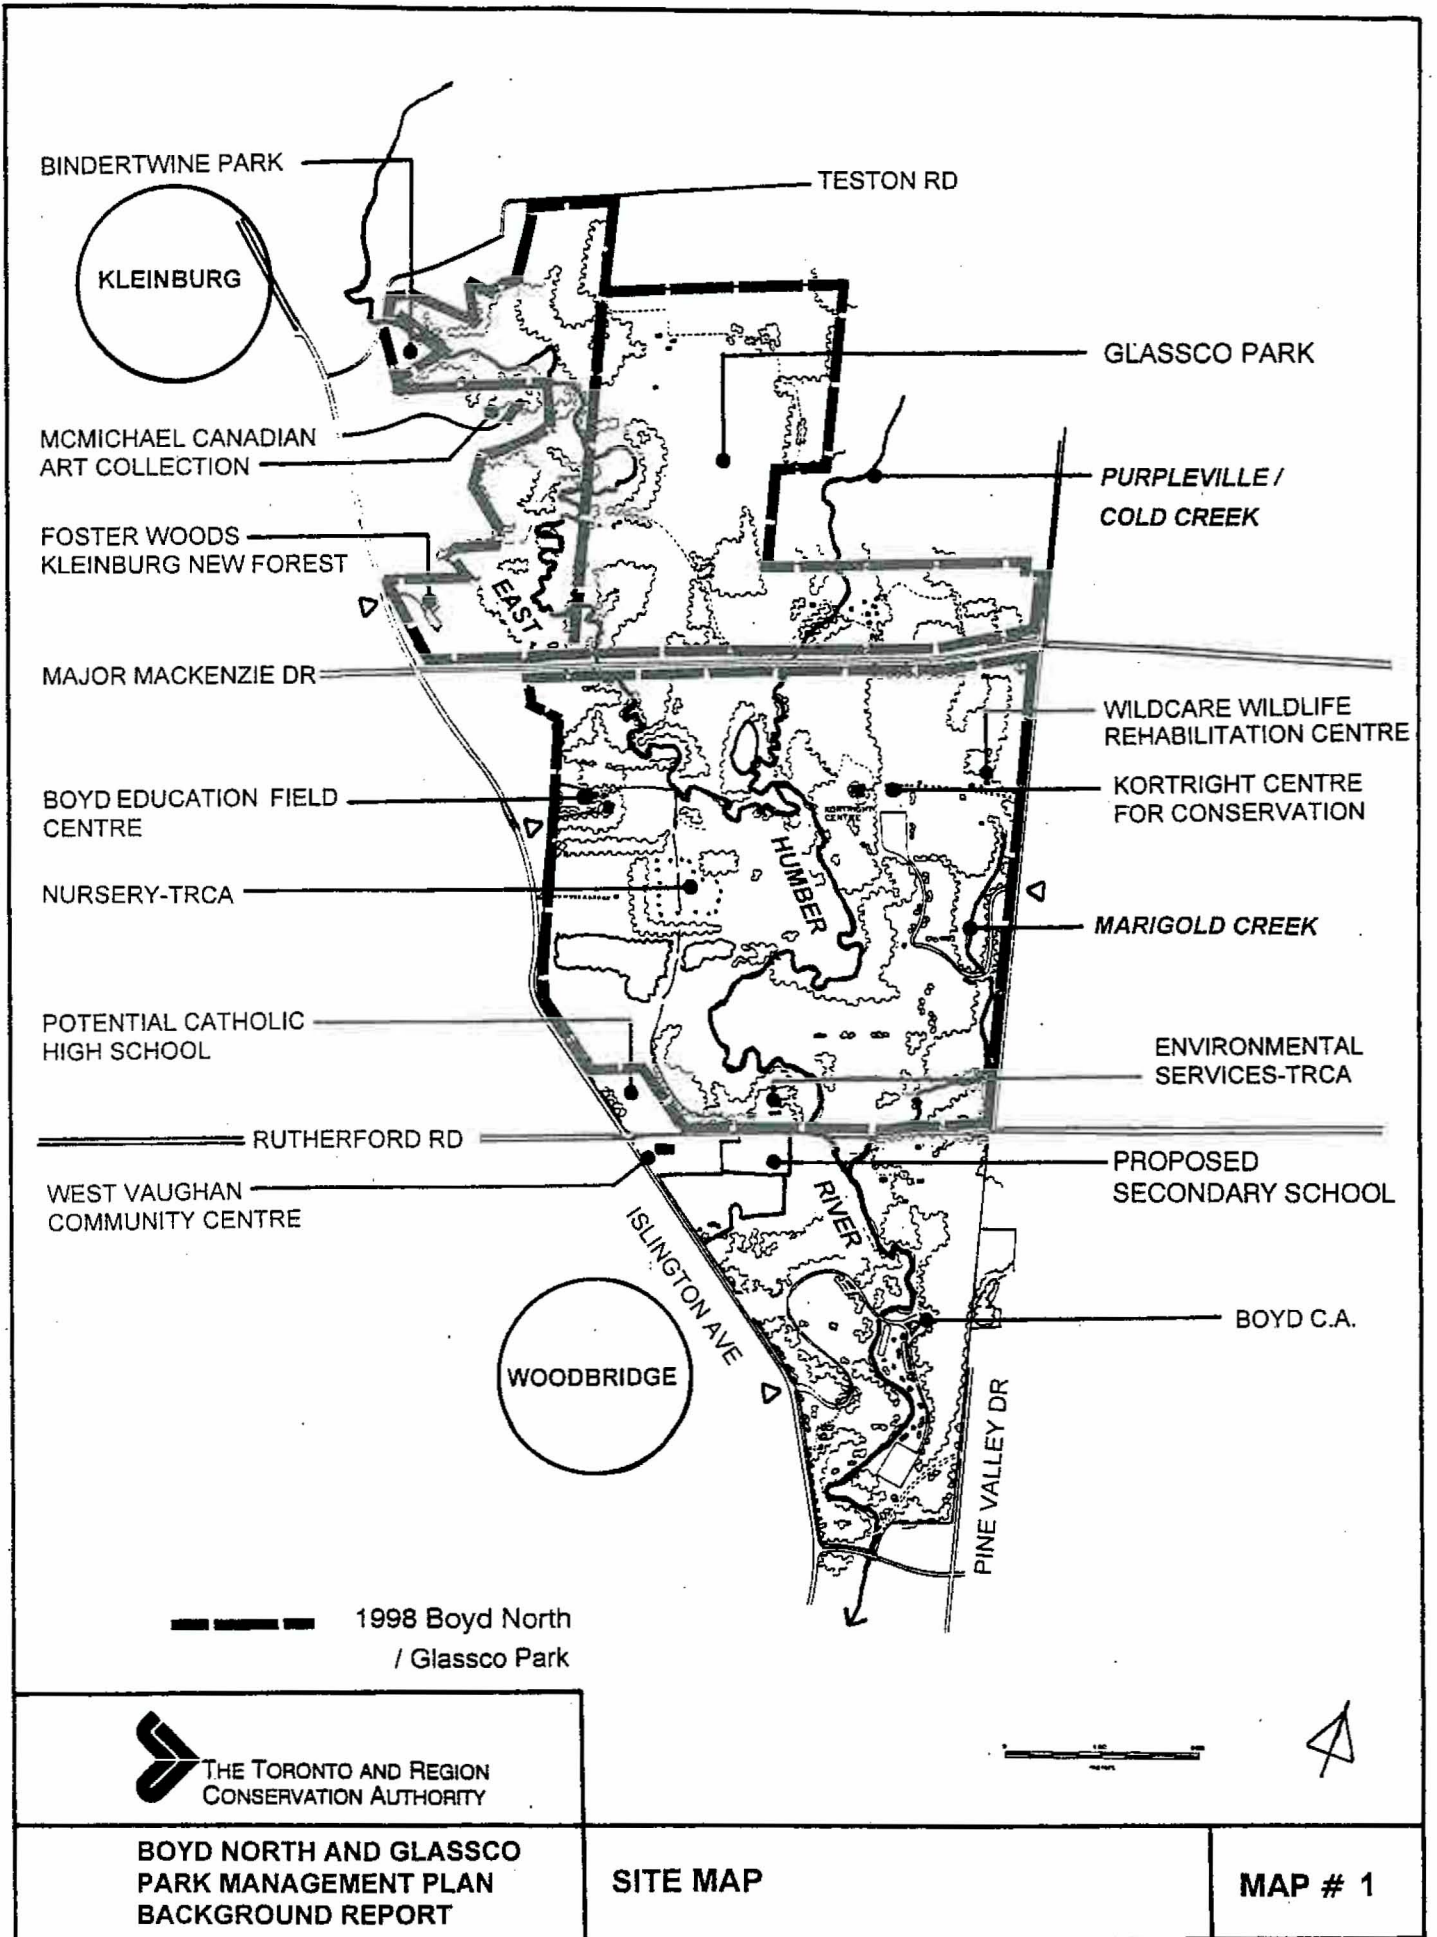 BINDERTWINE PARK
TESTON RD
KLEINBURG
GLASSCO PARK
MCMICHAEL CANADIAN
ART COLLECTION
PURPLEVILLE /
COLD CREEK
FOSTER WOODS
KLEINBURG NEW FOREST
EAST
MAJOR MACKENZIE DR
WILDCARE WILDLIFE
REHABILITATION CENTRE
BOYD EDUCATION FIELD
CENTRE
KORTRIGHT CENTRE
FOR CONSERVATION
KORTRIGHT
CENTRE
HUMBER
NURSERY-TRCA
MARIGOLD CREEK
POTENTIAL CATHOLIC
HIGH SCHOOL
ENVIRONMENTAL
SERVICES-TRCA
RUTHERFORD RD
WEST VAUGHAN
COMMUNITY CENTRE
PROPOSED
SECONDARY SCHOOL
RIVER
ISLINGTON AVE
BOYD C.A.
WOODBRIDGE
PINE VALLEY DR
1998 Boyd North
/ Glassco Park
THE TORONTO AND REGION
CONSERVATION AUTHORITY
BOYD NORTH AND GLASSCO
PARK MANAGEMENT PLAN
BACKGROUND REPORT
SITE MAP
MAP # 1